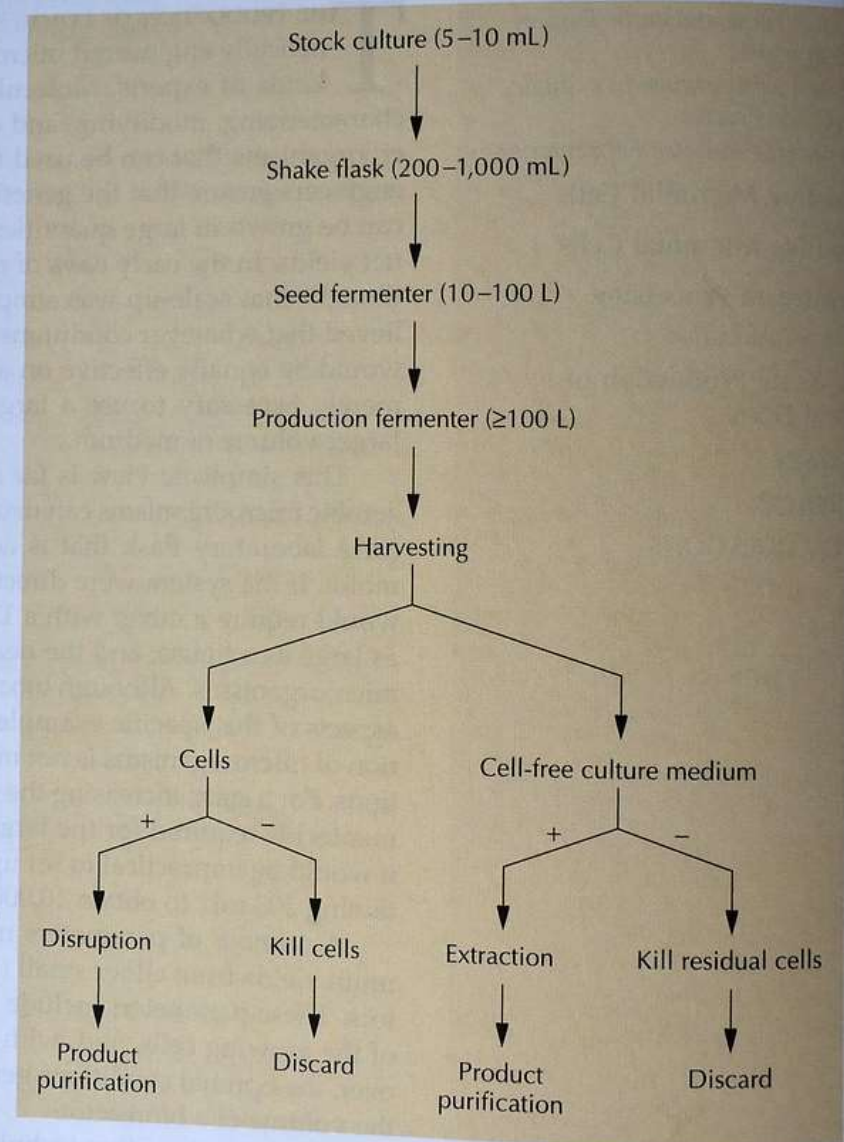 Stock culture (5–10 mL)
Shake flask (200–1,000 mL)
Seed fermenter (10–100 L)
Production fermenter (≥100 L)
Harvesting
Cells
Cell-free culture medium
+
–
+
–
Disruption
Kill cells
Extraction
Kill residual cells
Product
purification
Discard
Product
purification
Discard